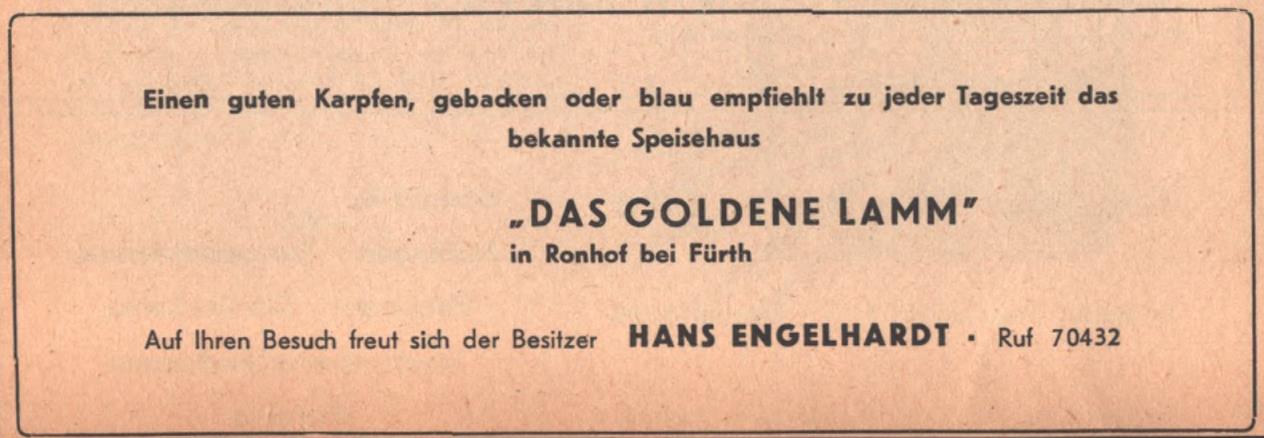 Einen guten Karpfen, gebacken oder blau empfiehlt zu jeder Tageszeit das
bekannte Speisehaus
„DAS GOLDENE LAMM”
in Ronhof bei Fürth
Auf Ihren Besuch freut sich der Besitzer HANS ENGELHARDT · Ruf 70432